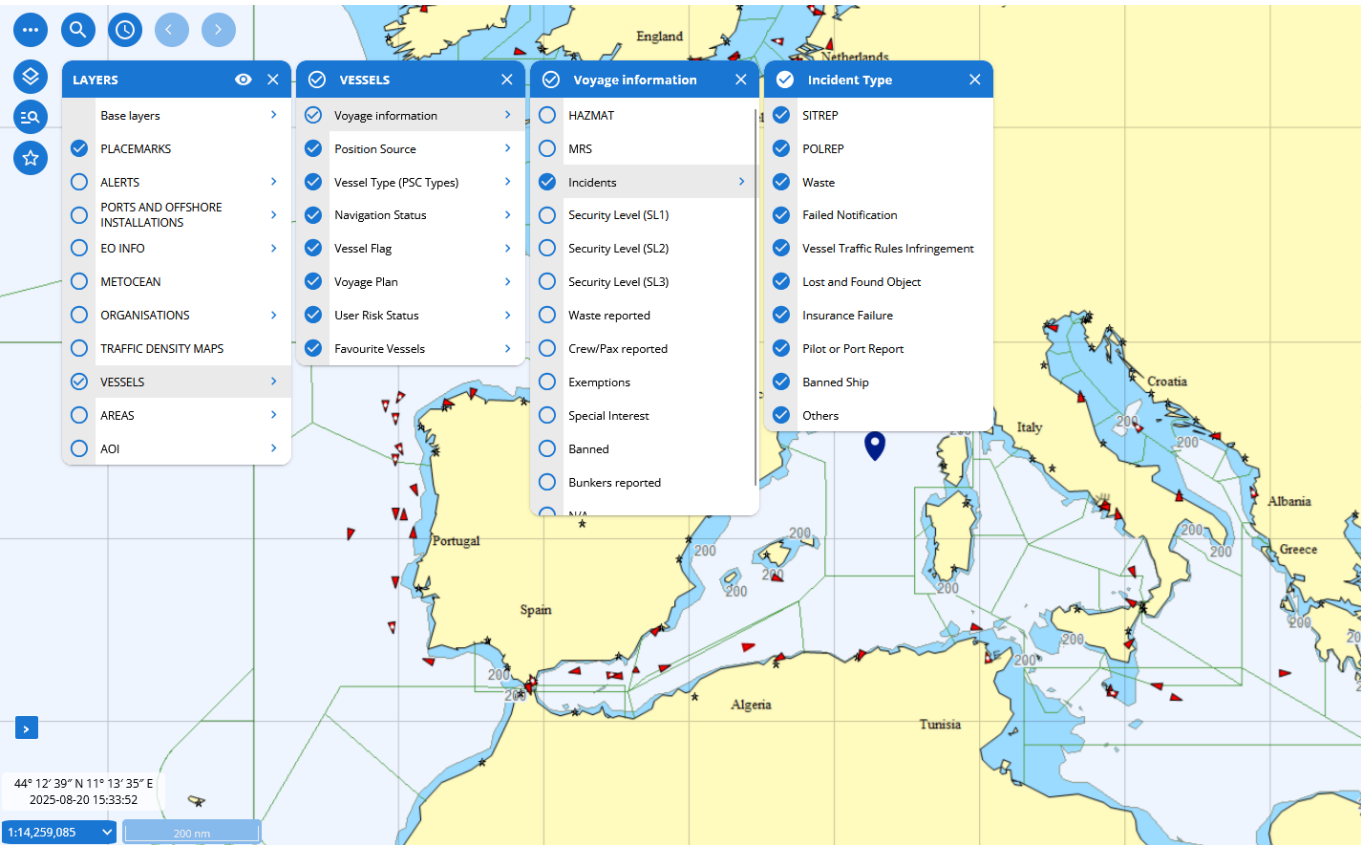 England
Netherlands
LAYERS
Base layers
PLACEMARKS
ALERTS
PORTS AND OFFSHORE
INSTALLATIONS
EO INFO
METOCEAN
ORGANISATIONS
TRAFFIC DENSITY MAPS
VESSELS
AREAS
AOI
VESSELS
Voyage information
Position Source
Vessel Type (PSC Types)
Navigation Status
Vessel Flag
Voyage Plan
User Risk Status
Favourite Vessels
Voyage information
HAZMAT
MRS
Incidents
Security Level (SL1)
Security Level (SL2)
Security Level (SL3)
Waste reported
Crew/Pax reported
Exemptions
Special Interest
Banned
Bunkers reported
N/A
Incident Type
SITREP
POLREP
Waste
Failed Notification
Vessel Traffic Rules Infringement
Lost and Found Object
Insurance Failure
Pilot or Port Report
Banned Ship
Others
Croatia
200
Italy
200
Albania
Portugal
200
200
200
200
Greece
200
200
200
Spain
200
200
200
200
200
200
Algeria
Tunisia
44° 12′ 39″ N 11° 13′ 35″ E
2025-08-20 15:33:52
1:14,259,085
200 nm